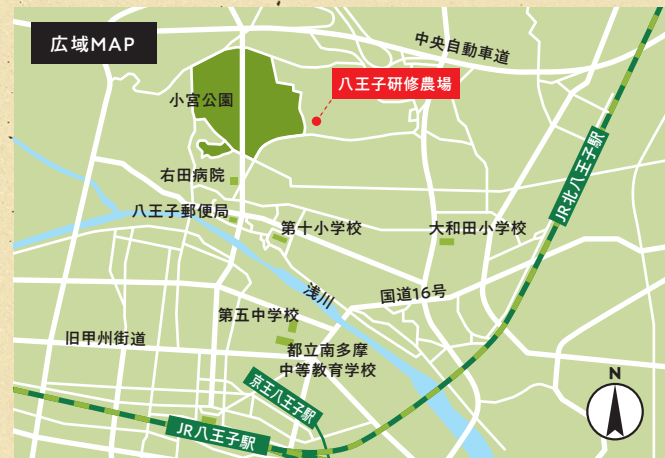 広域MAP
中央自動車道
八王子研修農場
小宮公園
JR北八王子駅
右田病院
八王子郵便局
第十小学校
大和田小学校
浅川
国道16号
第五中学校
旧甲州街道
都立南多摩
中等教育学校
京王八王子駅
JR八王子駅
N